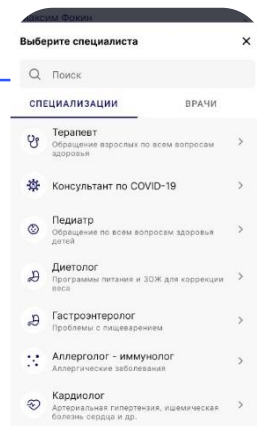 Максим Фокин
Выберите специалиста
Поиск
СПЕЦИАЛИЗАЦИИ ВРАЧИ
Терапевт
Обращение взрослых по всем вопросам
здоровья
Консультант по COVID-19
Педиатр
Обращение по всем вопросам здоровья
детей
Диетолог
Программы питания и ЗОЖ для коррекции
веса
Гастроэнтеролог
Проблемы с пищеварением
Аллерголог - иммунолог
Аллергические заболевания
Кардиолог
Артериальная гипертензия, ишемическая
болезнь сердца и др.